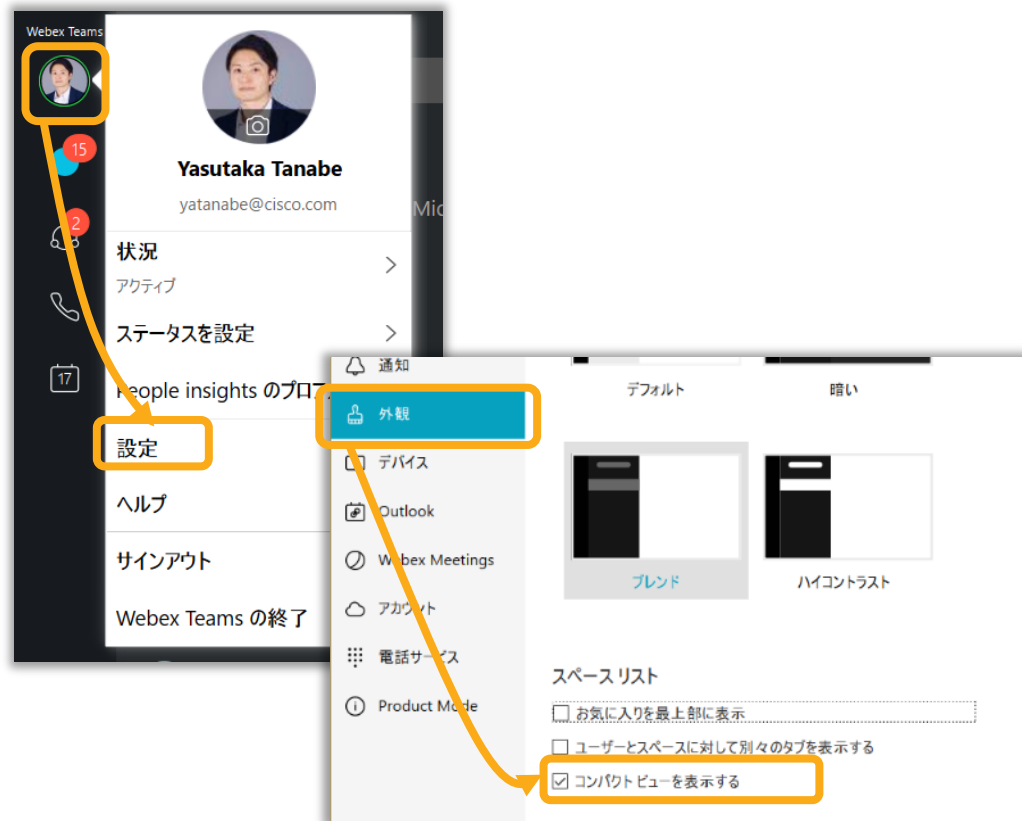 Webex Teams
15
2
17
Yasutaka Tanabe
yatanabe@cisco.com
Mic
状況
アクティブ
ステータスを設定
People insights のプロフ
設定
ヘルプ
サインアウト
Webex Teams の終了
通知
外観
デバイス
Outlook
Webex Meetings
アカウント
電話サービス
Product Mode
デフォルト
暗い
ブレンド
ハイコントラスト
スペース リスト
お気に入りを最上部に表示
ユーザーとスペースに対して別々のタブを表示する
コンパクト ビューを表示する